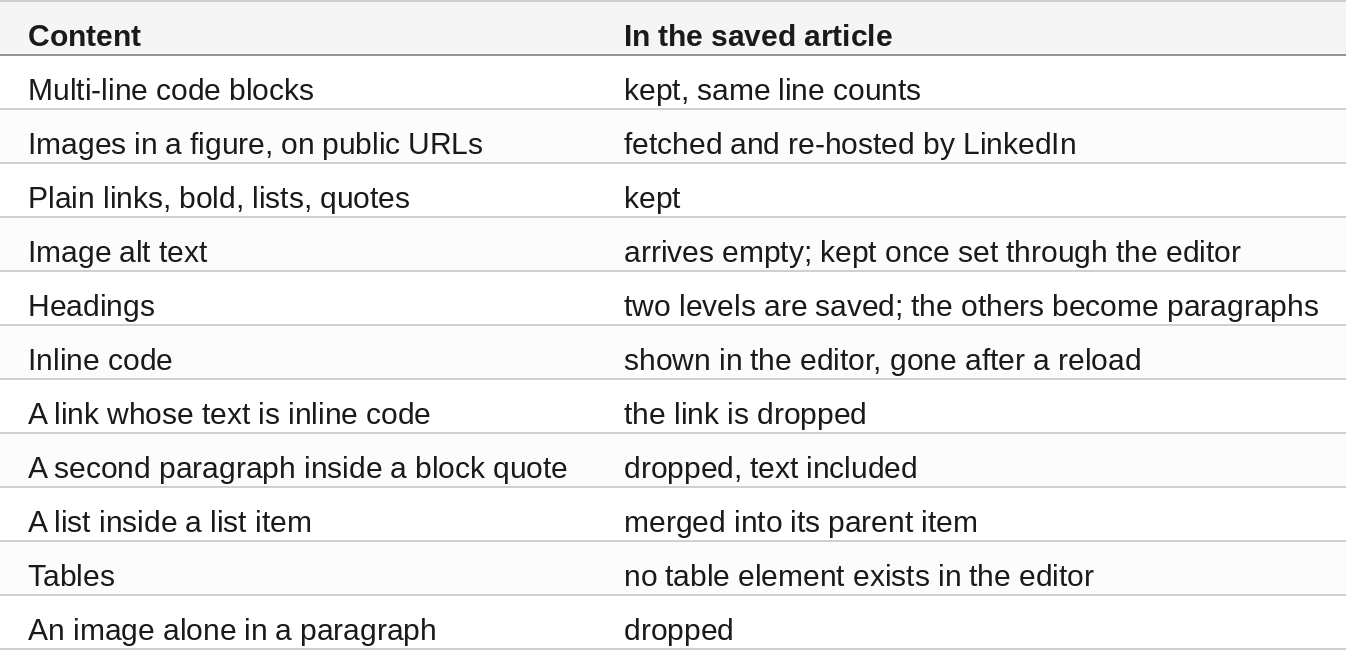 Content In the saved article
Multi-line code blocks kept, same line counts
Images in a figure, on public URLs fetched and re-hosted by LinkedIn
Plain links, bold, lists, quotes kept
Image alt text arrives empty; kept once set through the editor
Headings two levels are saved; the others become paragraphs
Inline code shown in the editor, gone after a reload
A link whose text is inline code the link is dropped
A second paragraph inside a block quote dropped, text included
A list inside a list item merged into its parent item
Tables no table element exists in the editor
An image alone in a paragraph dropped